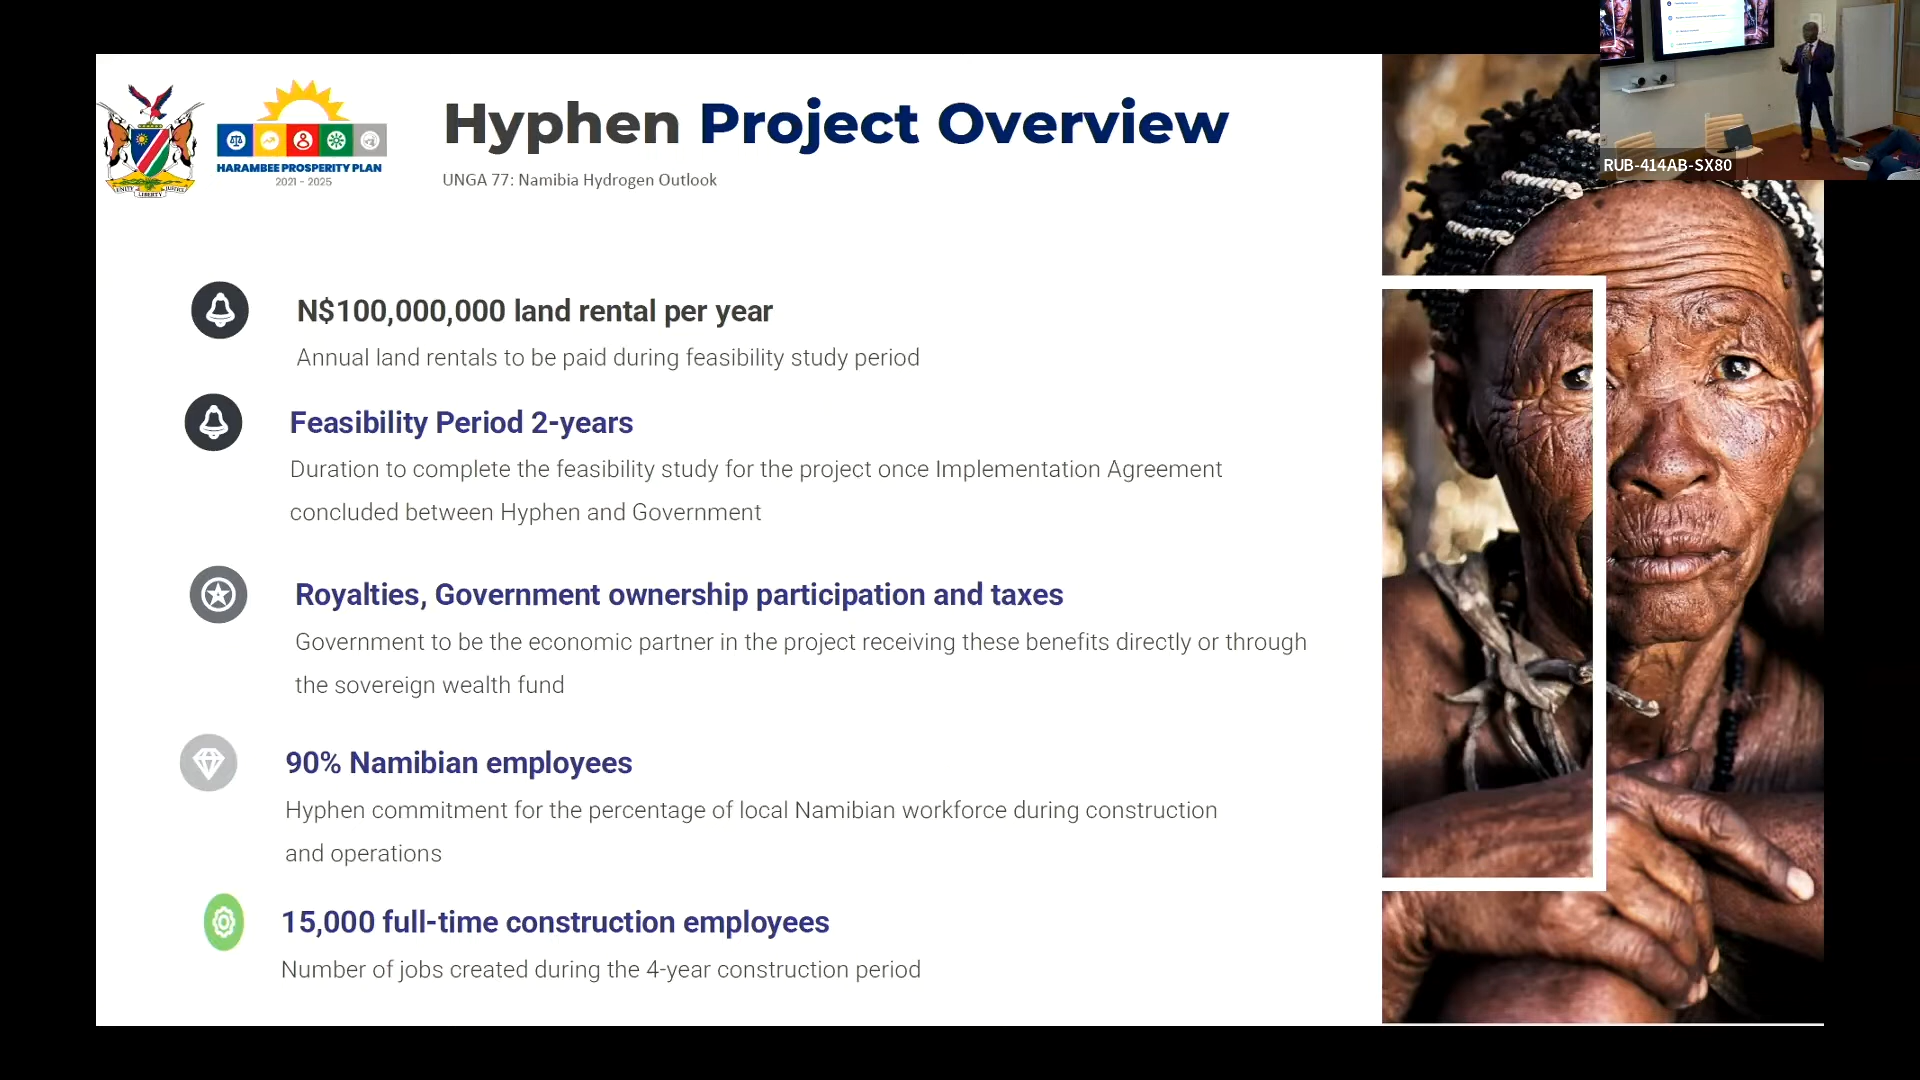 Hyphen Project Overview
UNGA 77: Namibia Hydrogen Outlook
UNITY LIBERTY JUSTICE
HARAMBEE PROSPERITY PLAN
2021 - 2025
RUB-414AB-SX80
N$100,000,000 land rental per year
Annual land rentals to be paid during feasibility study period
Feasibility Period 2-years
Duration to complete the feasibility study for the project once Implementation Agreement
concluded between Hyphen and Government
Royalties, Government ownership participation and taxes
Government to be the economic partner in the project receiving these benefits directly or through
the sovereign wealth fund
90% Namibian employees
Hyphen commitment for the percentage of local Namibian workforce during construction
and operations
15,000 full-time construction employees
Number of jobs created during the 4-year construction period